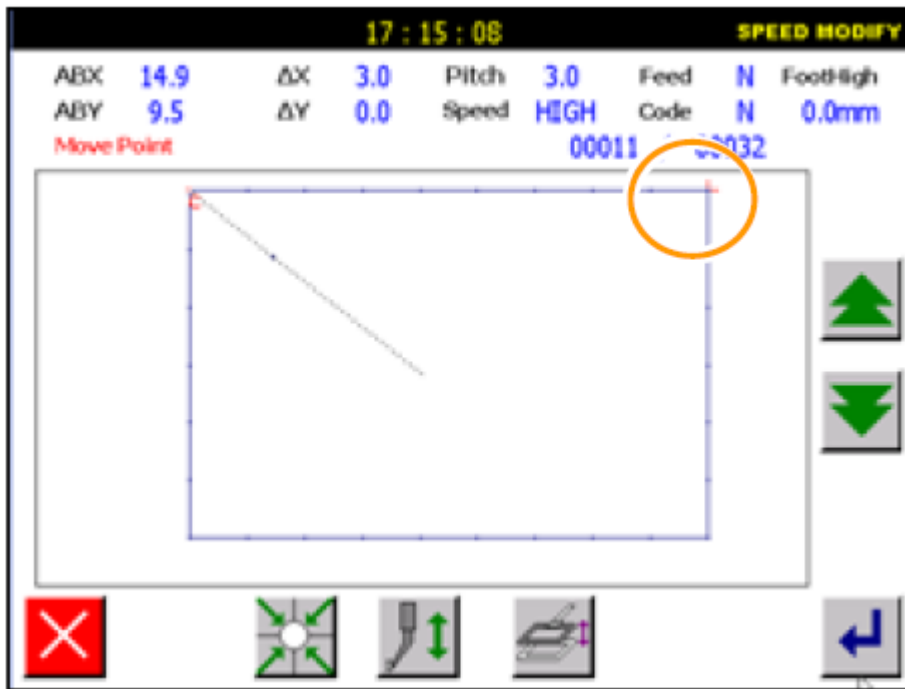 17 : 15 : 08 SPEED MODIFY
ABX 14.9 ΔX 3.0 Pitch 3.0 Feed N FootHigh
ABY 9.5 ΔY 0.0 Speed HIGH Code N 0.0mm
Move Point 00011 / 00032